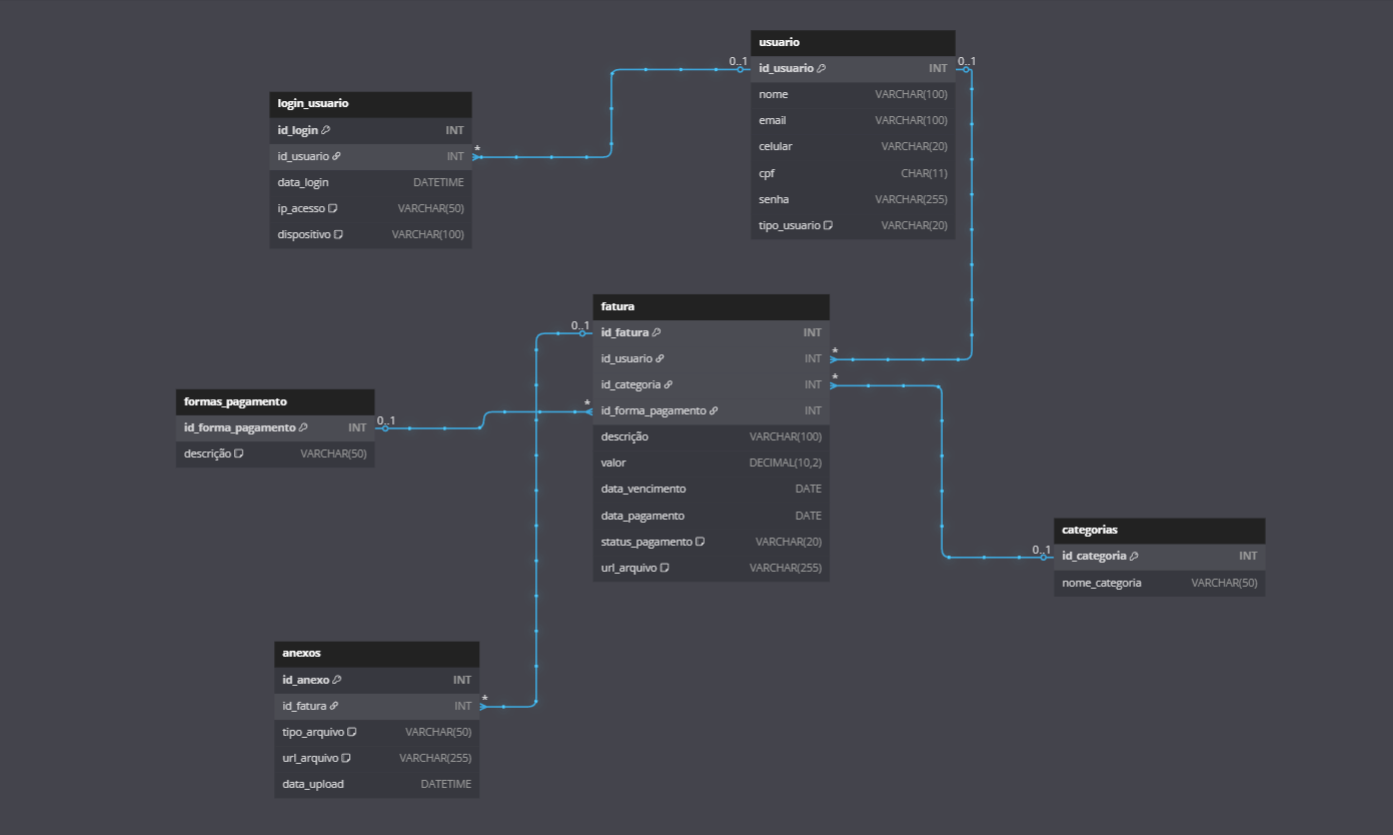 usuario
0..1
id_usuario INT
0..1
nome VARCHAR(100)
email VARCHAR(100)
celular VARCHAR(20)
cpf CHAR(11)
senha VARCHAR(255)
tipo_usuario VARCHAR(20)
login_usuario
id_login INT
id_usuario INT
*
data_login DATETIME
ip_acesso VARCHAR(50)
dispositivo VARCHAR(100)
fatura
0..1
id_fatura INT
id_usuario INT
*
id_categoria INT
*
*
id_forma_pagamento INT
descrição VARCHAR(100)
valor DECIMAL(10,2)
data_vencimento DATE
data_pagamento DATE
status_pagamento VARCHAR(20)
url_arquivo VARCHAR(255)
formas_pagamento
id_forma_pagamento INT
0..1
descrição VARCHAR(50)
categorias
0..1
id_categoria INT
nome_categoria VARCHAR(50)
anexos
id_anexo INT
id_fatura INT
*
tipo_arquivo VARCHAR(50)
url_arquivo VARCHAR(255)
data_upload DATETIME